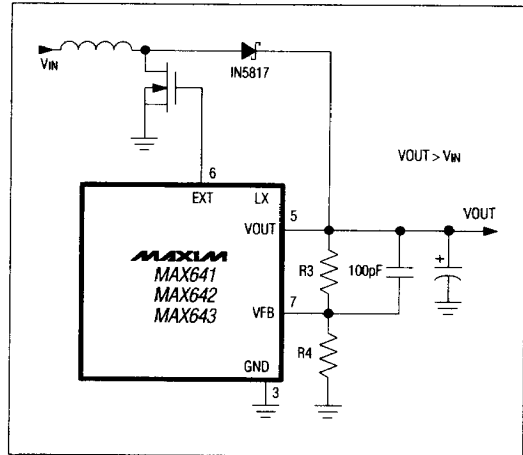 VIN
IN5817
6
VOUT > VIN
EXT
LX
5
VOUT
VOUT
MAXIM
MAX641
MAX642
MAX643
R3
100pF
+
7
VFB
R4
GND
3